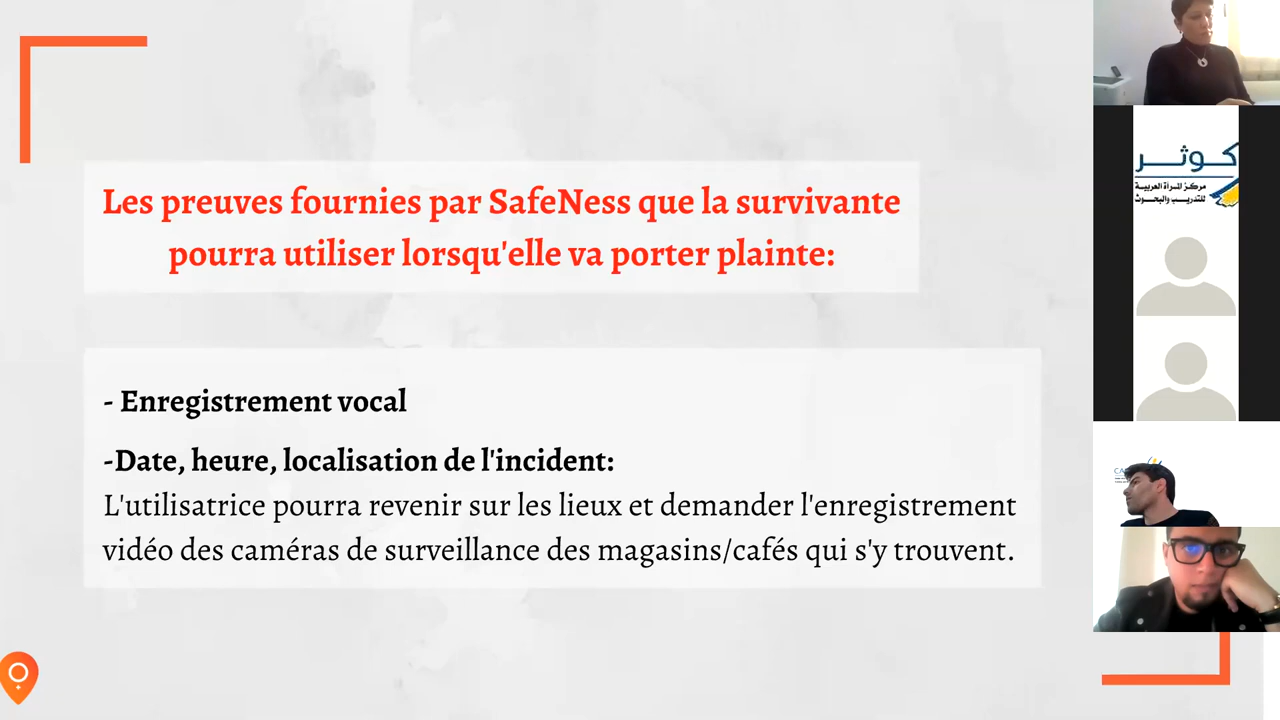 Les preuves fournies par SafeNess que la survivante
pourra utiliser lorsqu'elle va porter plainte:
- Enregistrement vocal
-Date, heure, localisation de l'incident:
L'utilisatrice pourra revenir sur les lieux et demander l'enregistrement
vidéo des caméras de surveillance des magasins/cafés qui s'y trouvent.
كوثر
مركز المرأة العربية
للتدريب والبحوث